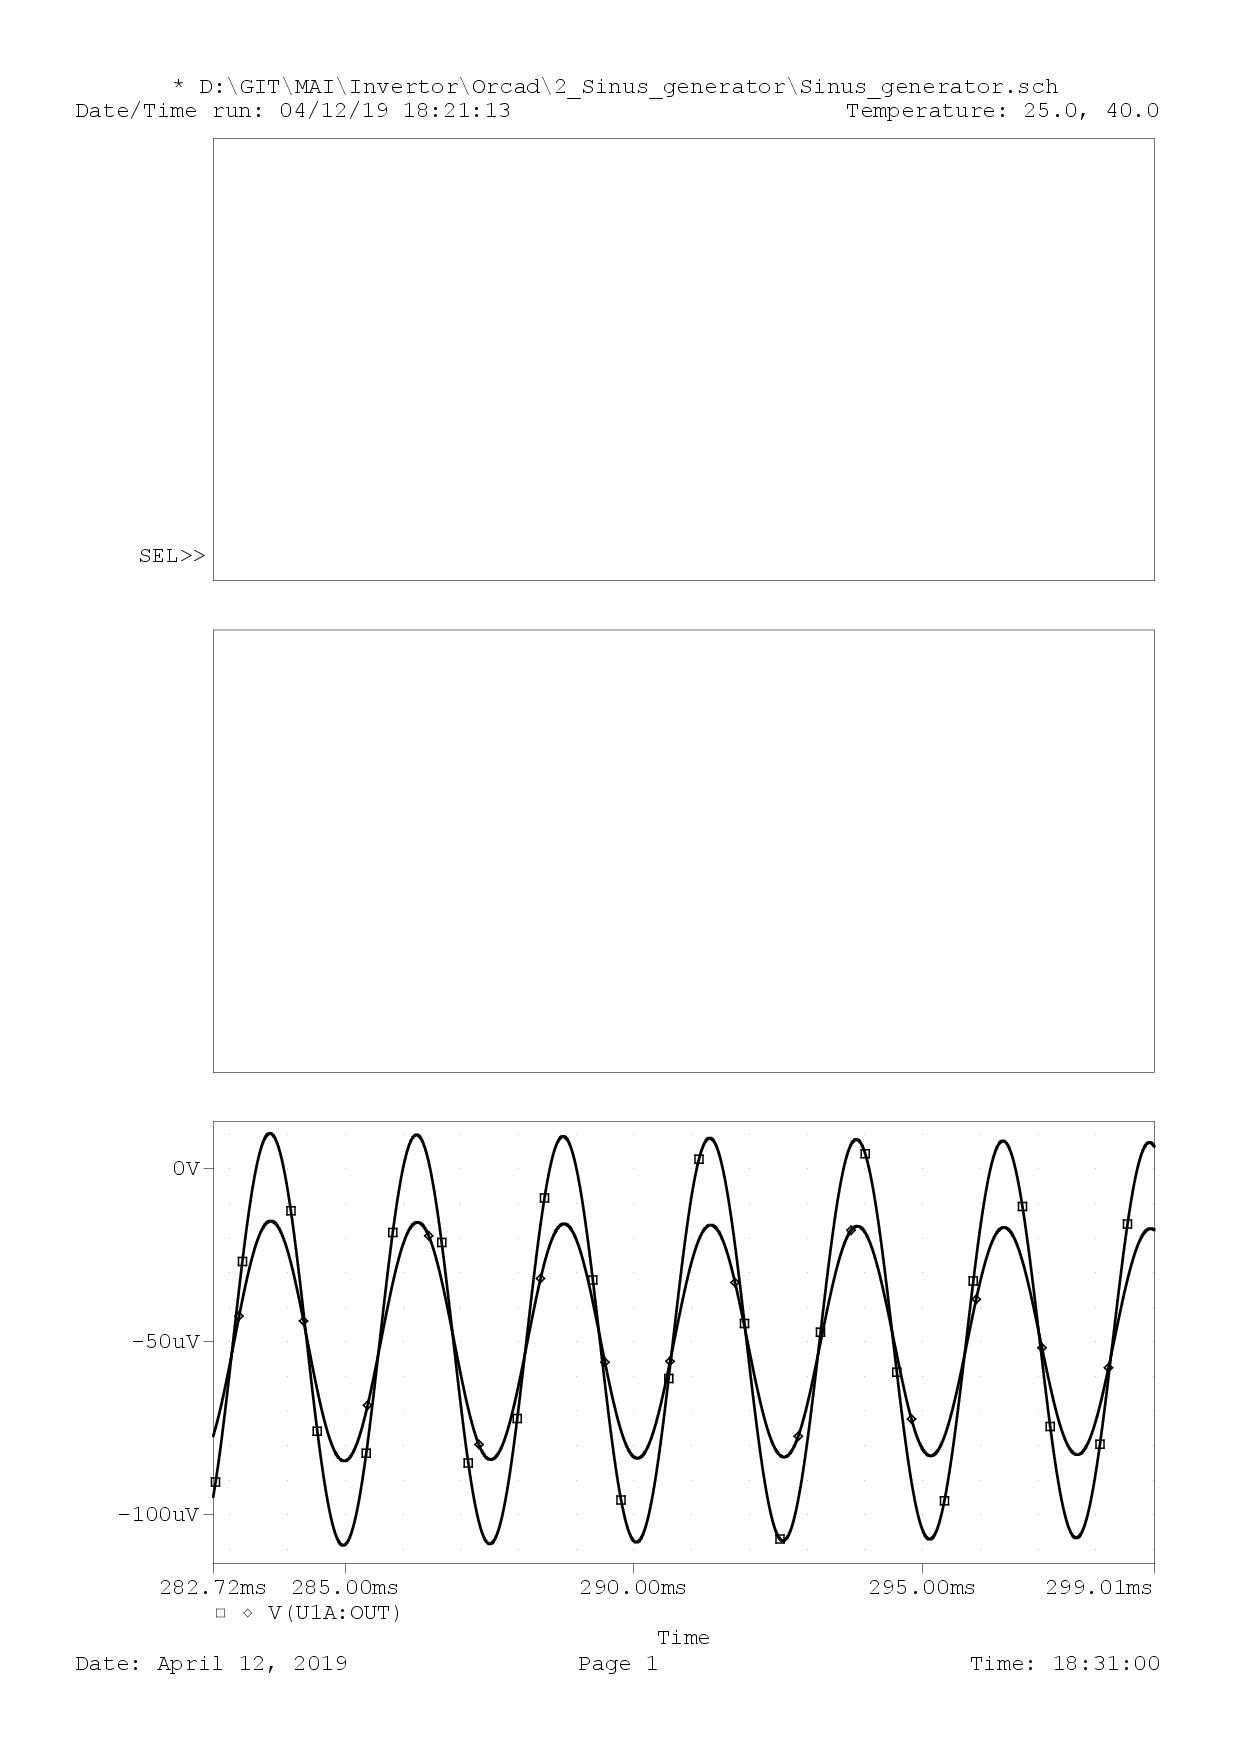 * D:\GIT\MAI\Invertor\Orcad\2_Sinus_generator\Sinus_generator.sch
Date/Time run: 04/12/19 18:21:13 Temperature: 25.0, 40.0
SEL>>
0V
-50uV
-100uV
282.72ms 285.00ms 290.00ms 295.00ms 299.01ms
V(U1A:OUT)
Time
Date: April 12, 2019 Page 1 Time: 18:31:00